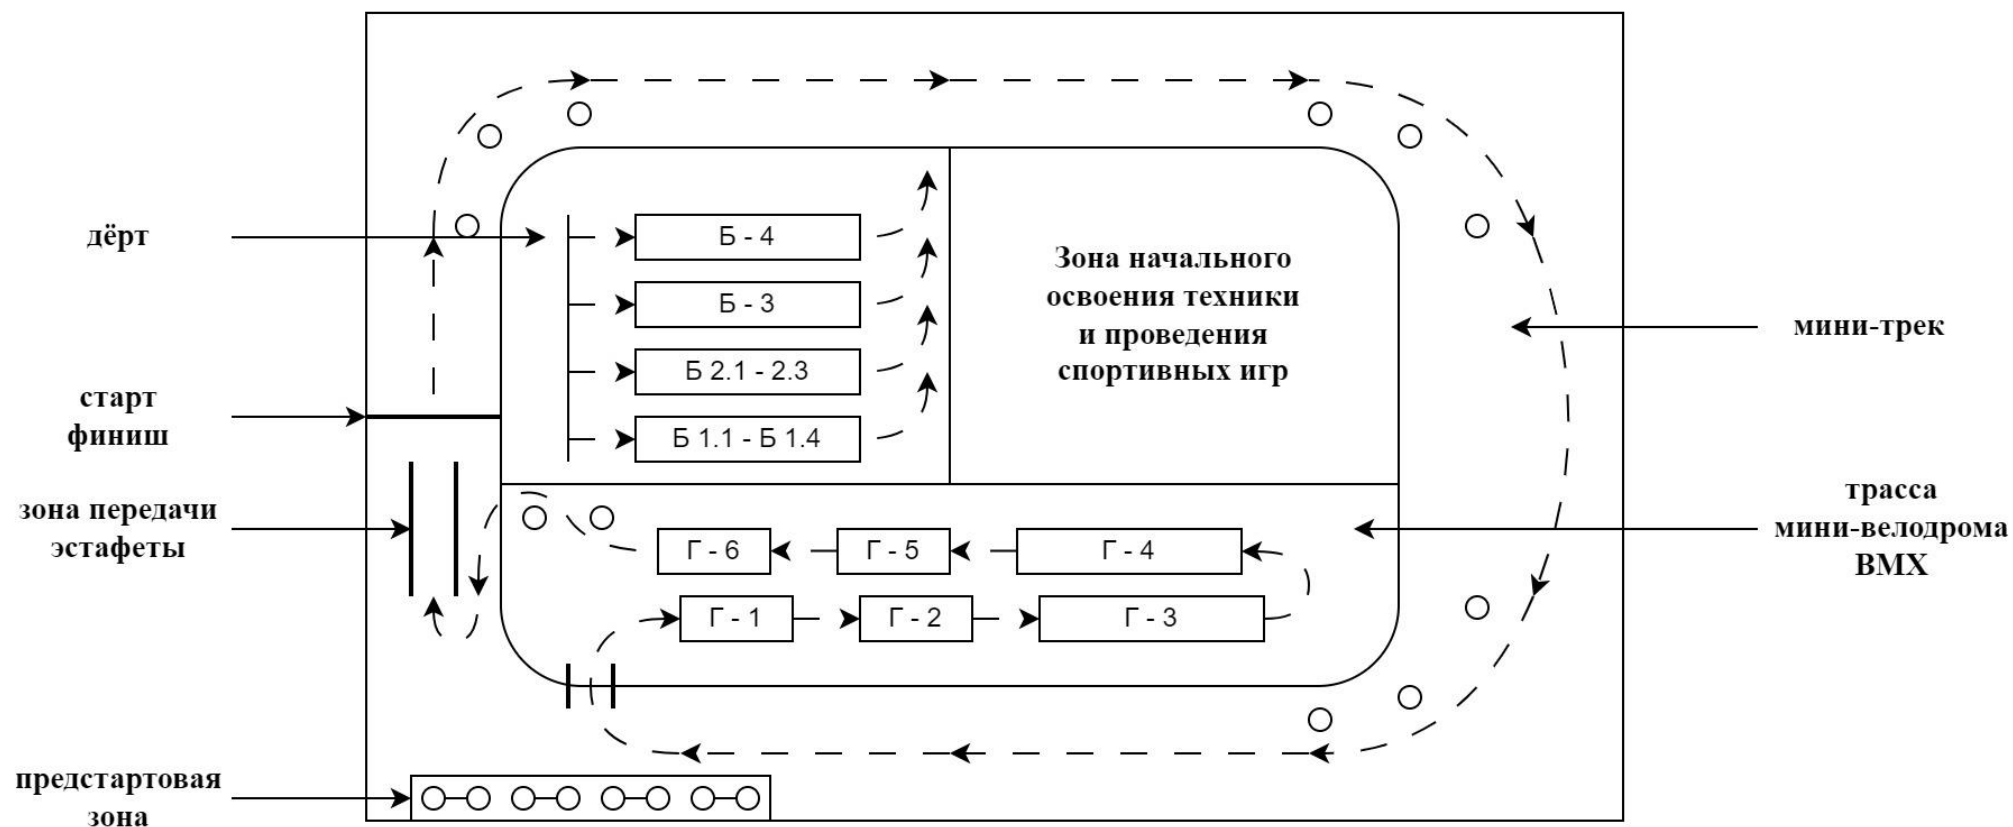 дёрт
старт
финиш
зона передачи
эстафеты
предстартовая
зона
Б - 4
Б - 3
Б 2.1 - 2.3
Б 1.1 - Б 1.4
Зона начального
освоения техники
и проведения
спортивных игр
Г - 6
Г - 5
Г - 4
Г - 1
Г - 2
Г - 3
мини-трек
трасса
мини-велодрома
ВМХ